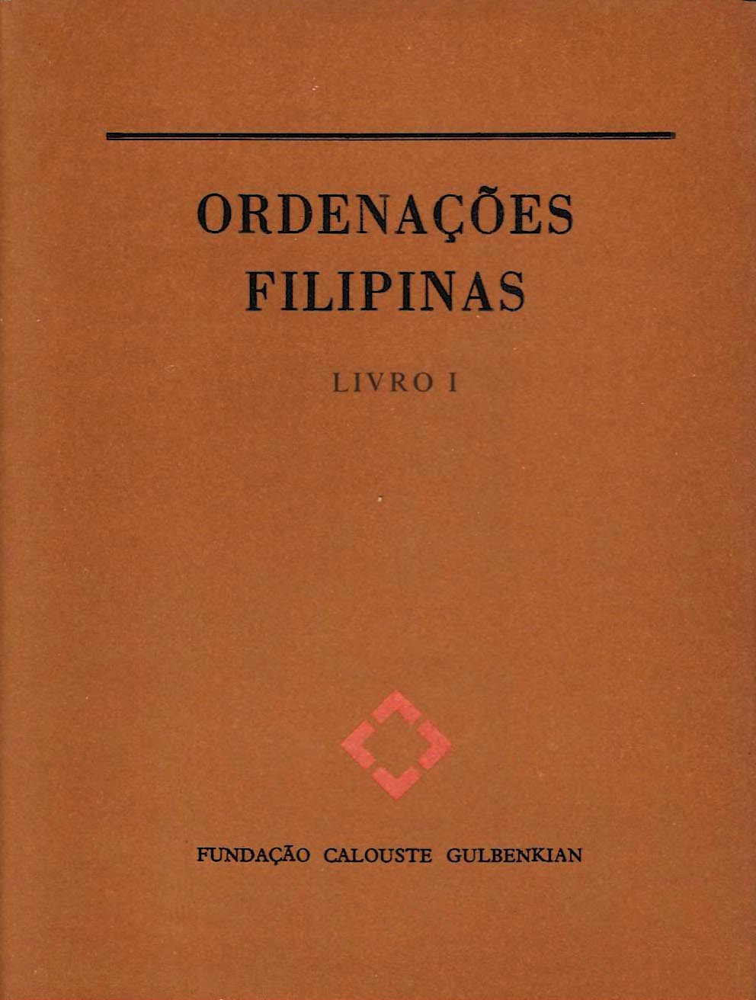 ORDENAÇÕES
FILIPINAS
LIVRO I
FUNDAÇÃO CALOUSTE GULBENKIAN